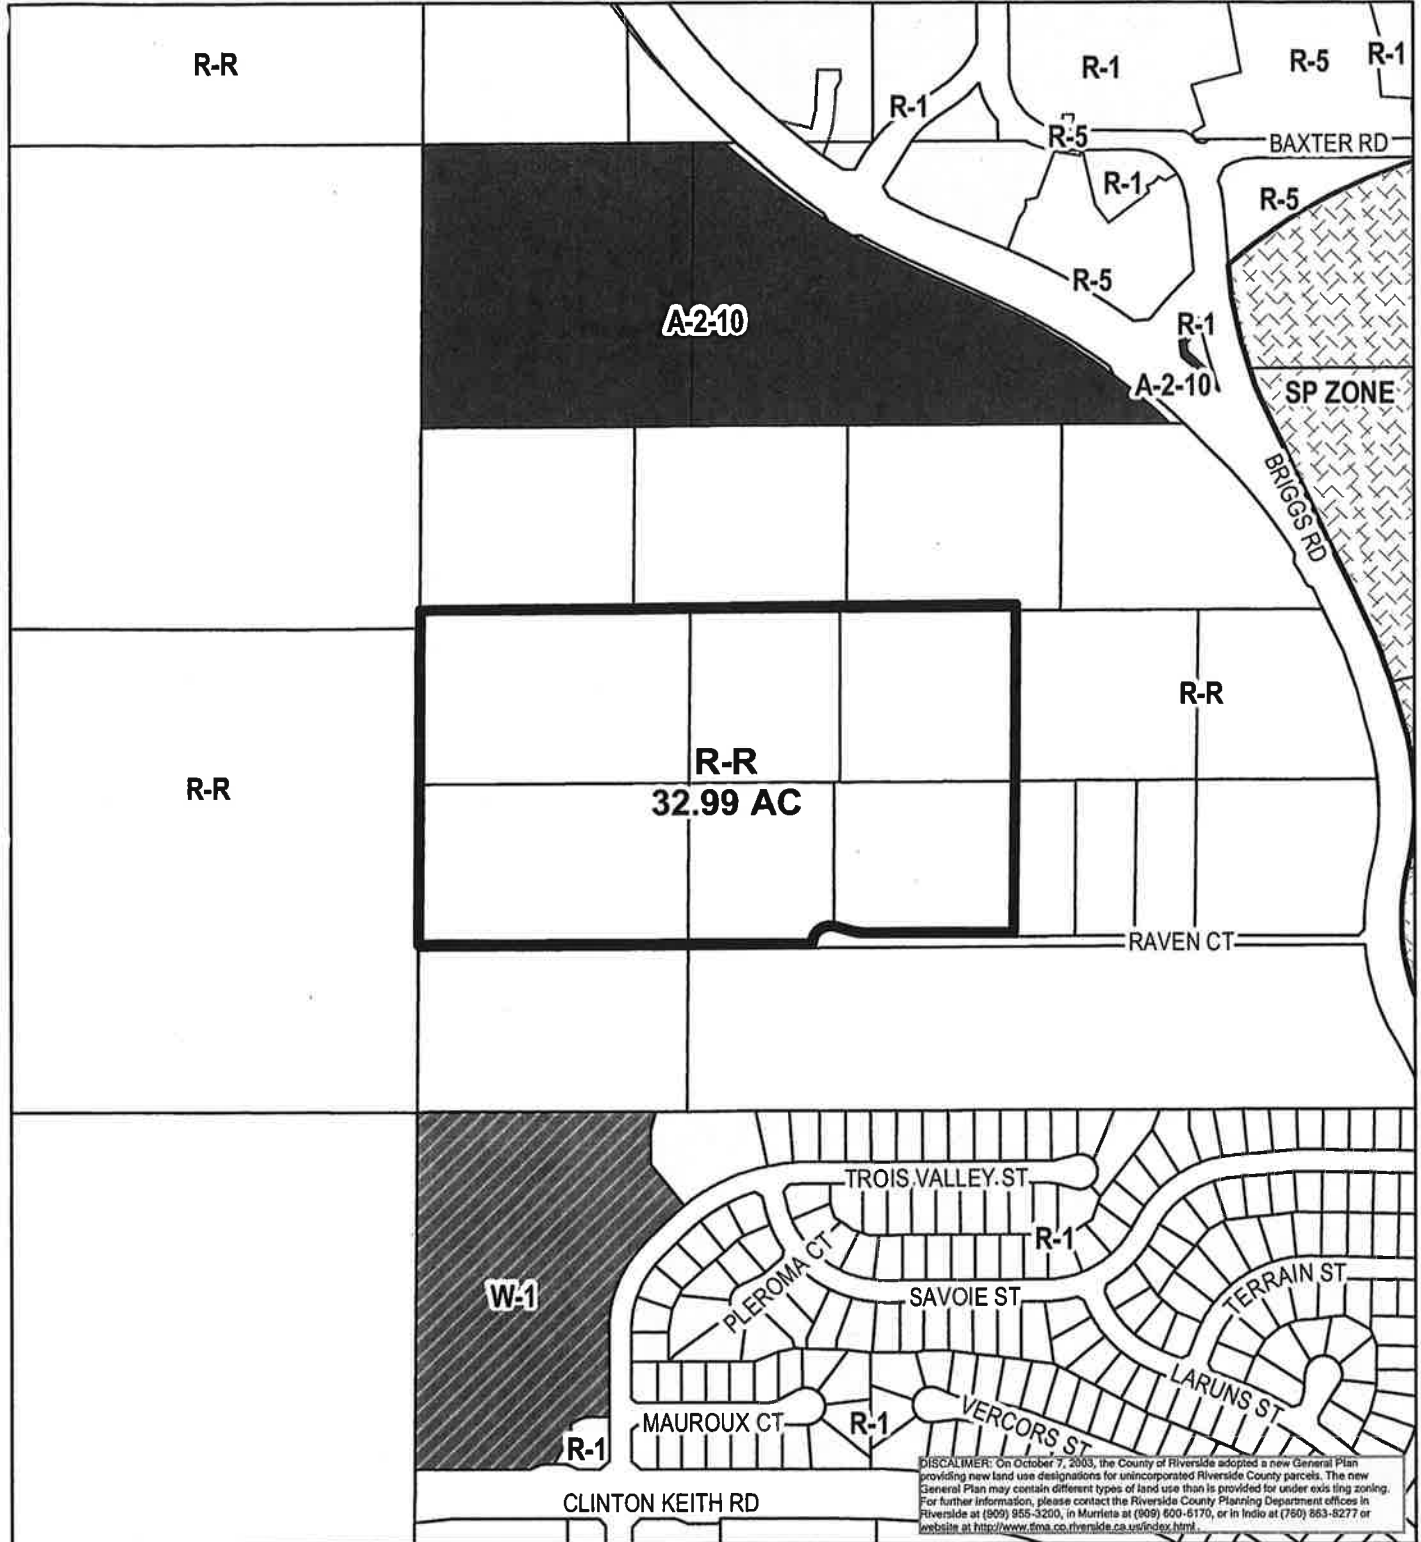 R-R
R-1
R-5
R-1
R-1
R-5
BAXTER RD
R-1
R-5
R-5
A-2-10
R-1
A-2-10
SP ZONE
BRIGGS RD
R-R
R-R
32.99 AC
R-R
RAVEN CT
TROIS VALLEY ST
R-1
PLEROMA CT
TERRAIN ST
W-1
SAVOIE ST
LARUNS ST
MAUROUX CT
R-1
VERCORS ST
R-1
CLINTON KEITH RD
DISCALIMER: On October 7, 2003, the County of Riverside adopted a new General Plan
providing new land use designations for unincorporated Riverside County parcels. The new
General Plan may contain different types of land use than is provided for under exis ting zoning.
For further information, please contact the Riverside County Planning Department offices in
Riverside at (909) 955-3200, in Murrieta at (909) 600-6170, or in Indio at (760) 863-8277 or
website at http://www.tlma.co.riverside.ca.us/index.html.